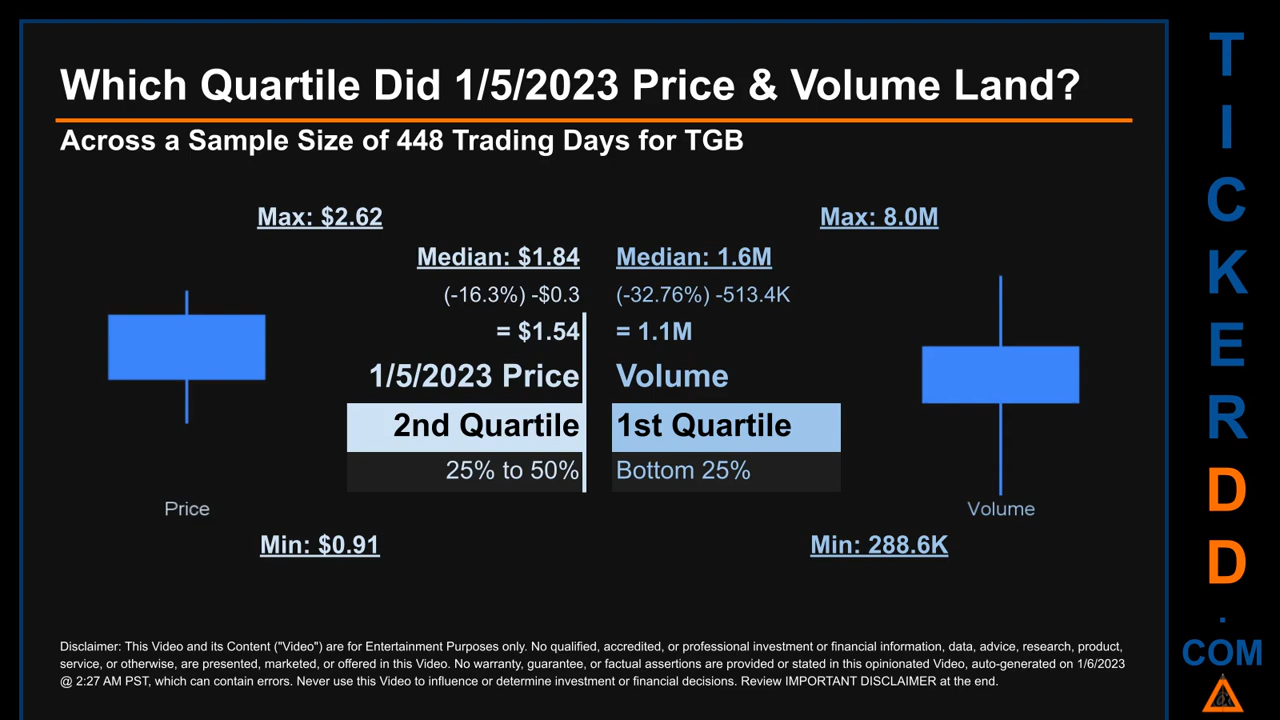 Which Quartile Did 1/5/2023 Price & Volume Land?
Across a Sample Size of 448 Trading Days for TGB
Max: $2.62
Median: $1.84
(-16.3%) -$0.3
= $1.54
1/5/2023 Price
2nd Quartile
25% to 50%
Price
Min: $0.91
Max: 8.0M
Median: 1.6M
(-32.76%) -513.4K
= 1.1M
Volume
1st Quartile
Bottom 25%
Volume
Min: 288.6K
Disclaimer: This Video and its Content ("Video") are for Entertainment Purposes only. No qualified, accredited, or professional investment or financial information, data, advice, research, product,
service, or otherwise, are presented, marketed, or offered in this Video. No warranty, guarantee, or factual assertions are provided or stated in this opinionated Video, auto-generated on 1/6/2023
@ 2:27 AM PST, which can contain errors. Never use this Video to influence or determine investment or financial decisions. Review IMPORTANT DISCLAIMER at the end.
TICKERDD.COM